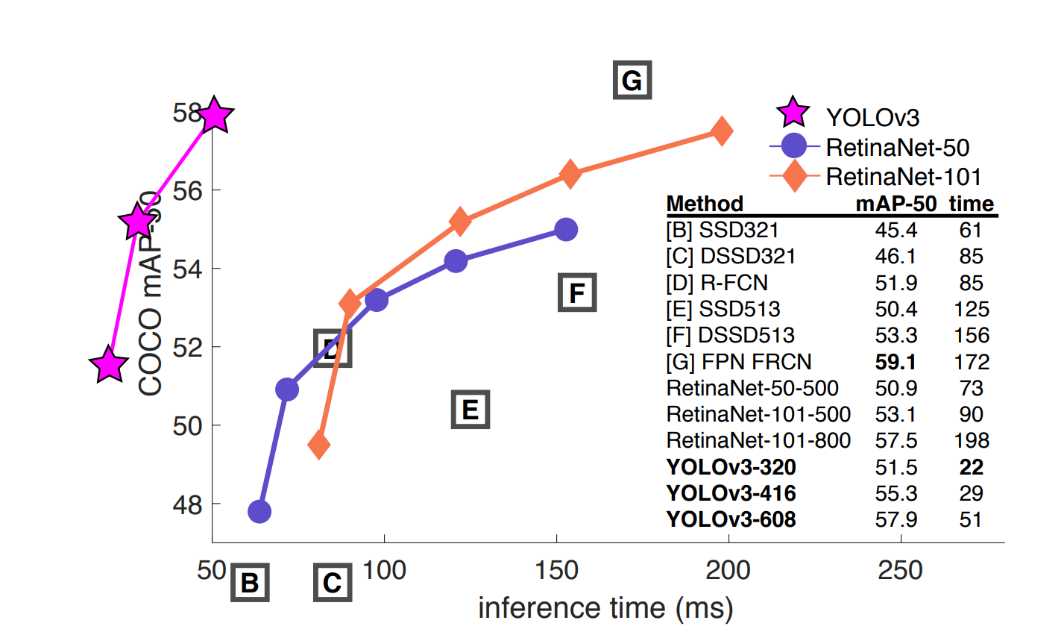 G
58
YOLOv3
RetinaNet-50
RetinaNet-101
56
COCO mAP-50
54
F
52
D
E
50
48
Method mAP-50 time
[B] SSD321 45.4 61
[C] DSSD321 46.1 85
[D] R-FCN 51.9 85
[E] SSD513 50.4 125
[F] DSSD513 53.3 156
[G] FPN FRCN 59.1 172
RetinaNet-50-500 50.9 73
RetinaNet-101-500 53.1 90
RetinaNet-101-800 57.5 198
YOLOv3-320 51.5 22
YOLOv3-416 55.3 29
YOLOv3-608 57.9 51
50 100 150 200 250
B C
inference time (ms)